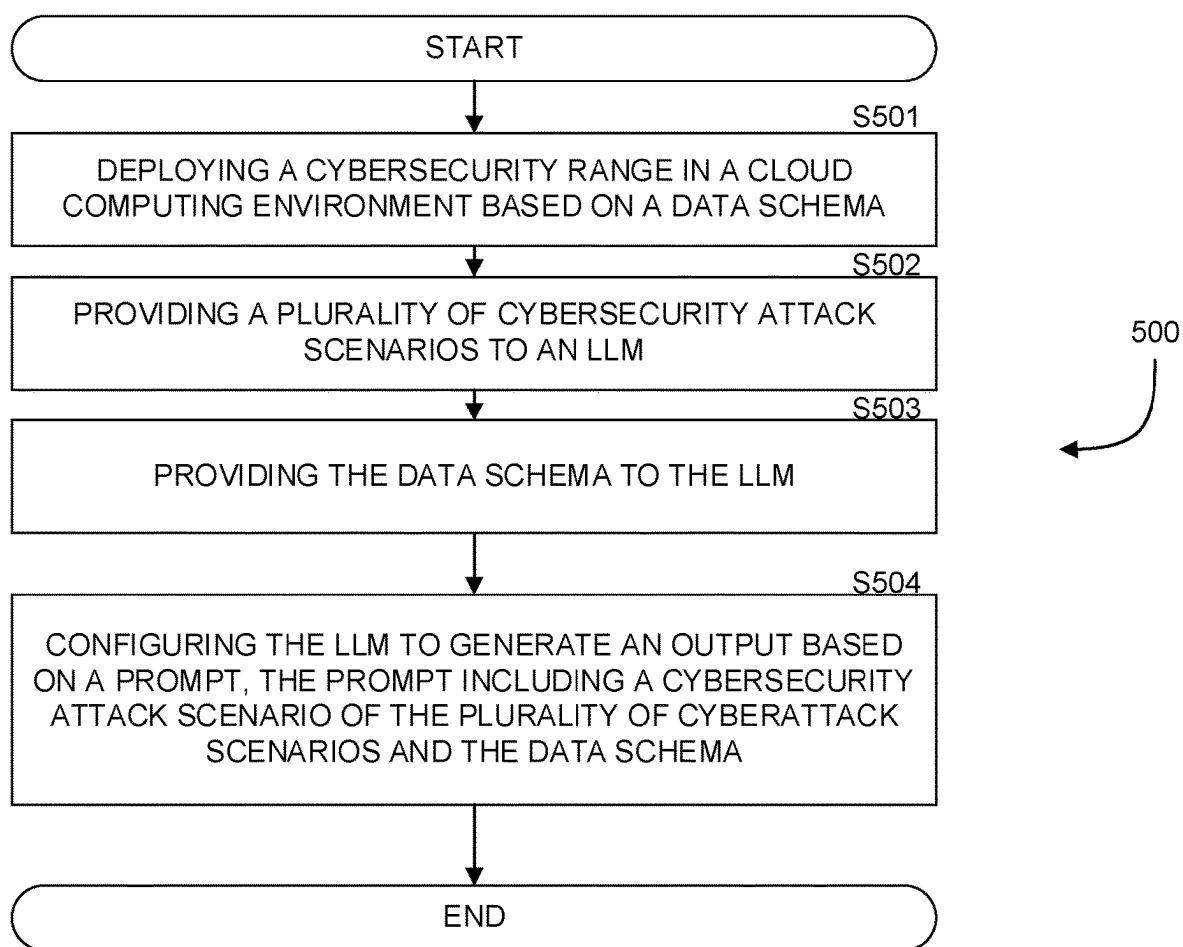 START
S501
DEPLOYING A CYBERSECURITY RANGE IN A CLOUD
COMPUTING ENVIRONMENT BASED ON A DATA SCHEMA
S502
PROVIDING A PLURALITY OF CYBERSECURITY ATTACK
SCENARIOS TO AN LLM
500
S503
PROVIDING THE DATA SCHEMA TO THE LLM
S504
CONFIGURING THE LLM TO GENERATE AN OUTPUT BASED
ON A PROMPT, THE PROMPT INCLUDING A CYBERSECURITY
ATTACK SCENARIO OF THE PLURALITY OF CYBERATTACK
SCENARIOS AND THE DATA SCHEMA
END